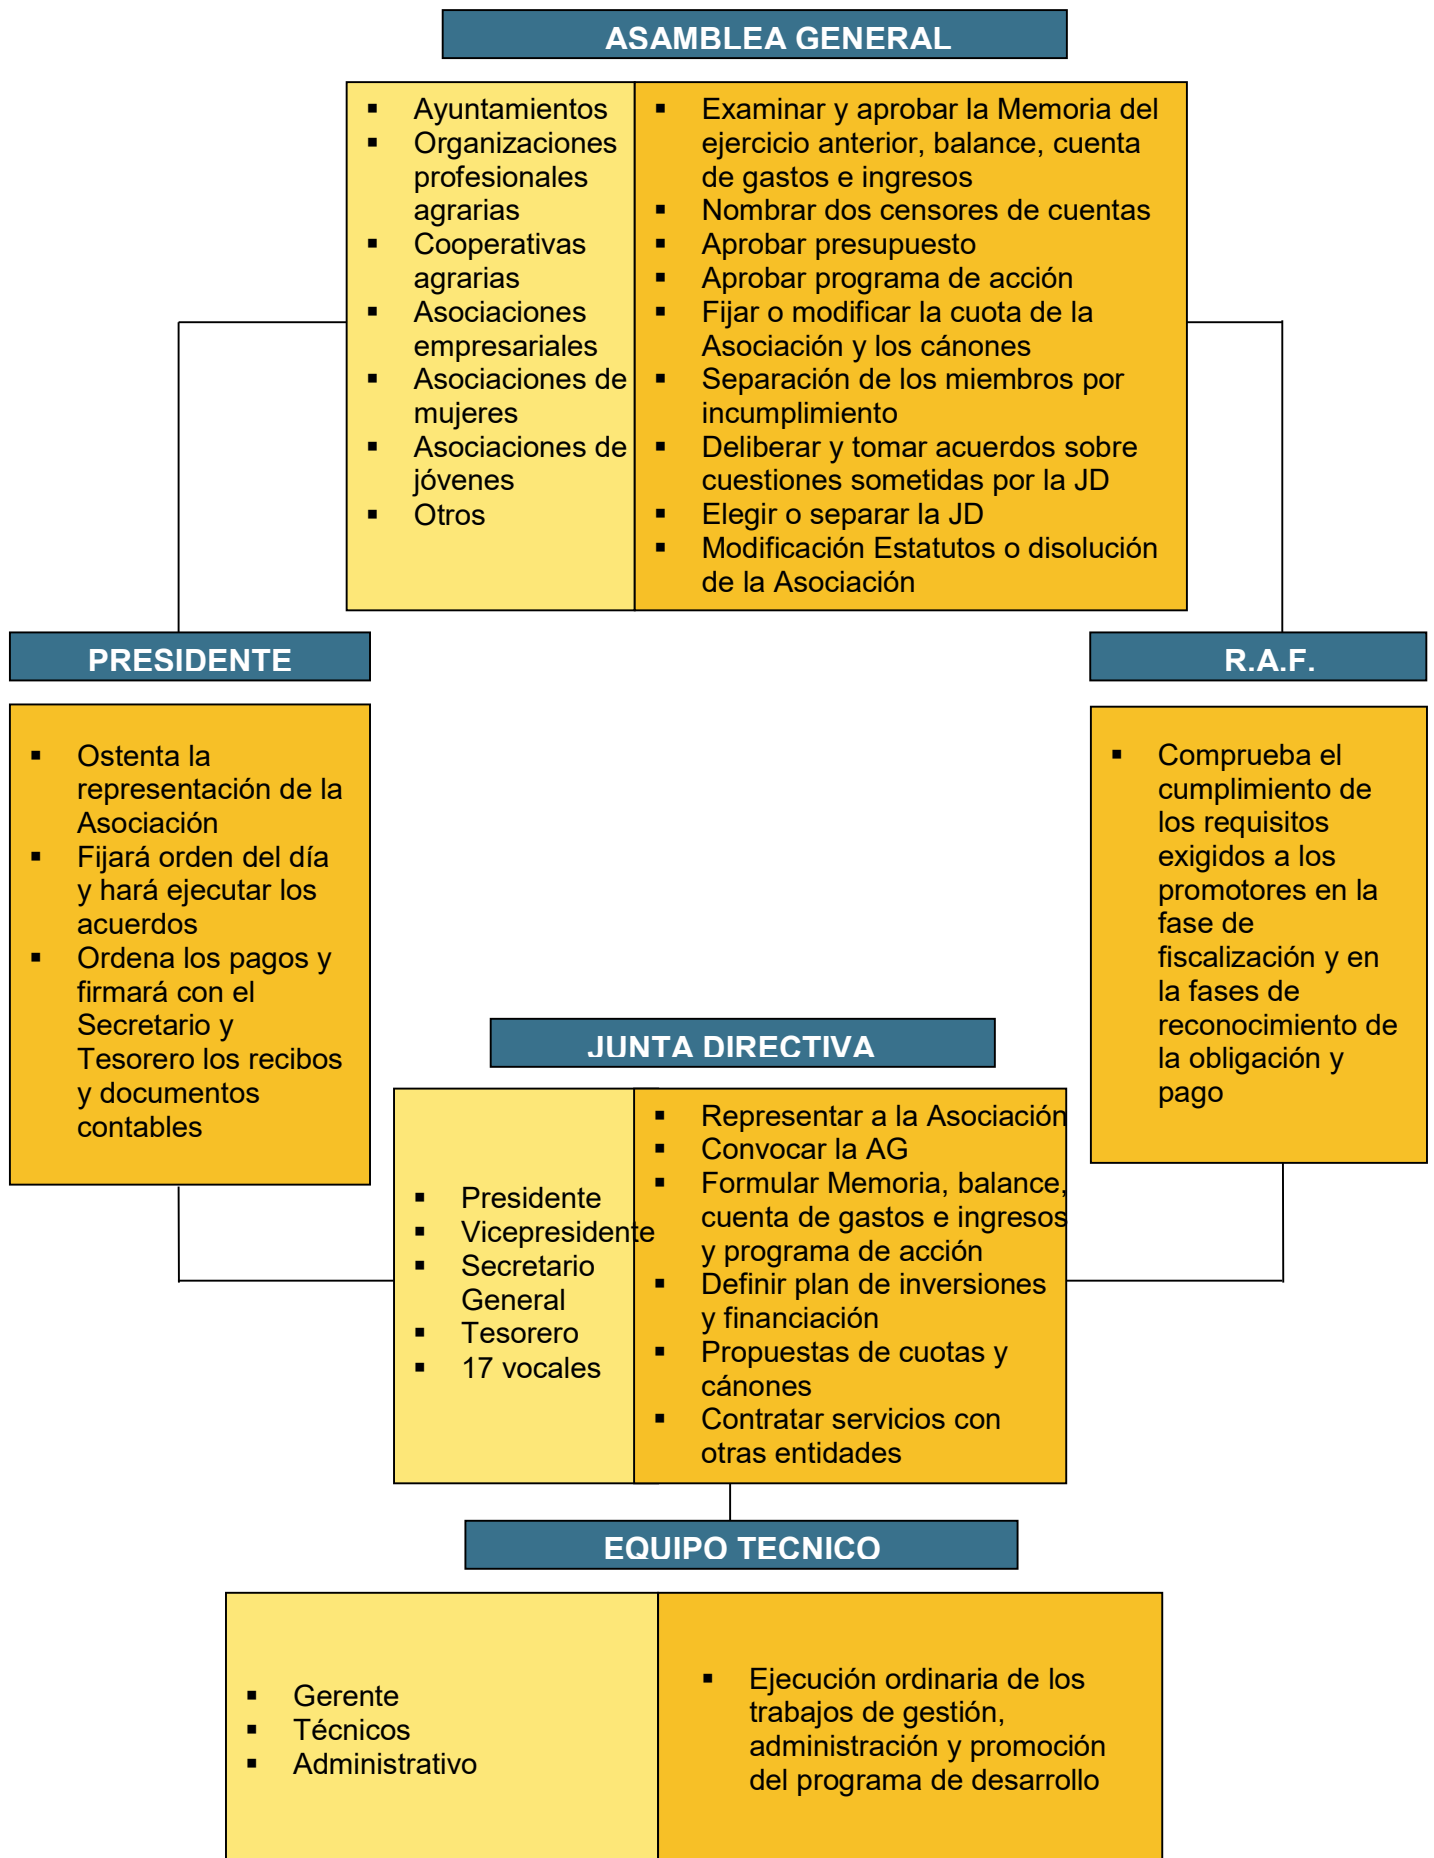 ASAMBLEA GENERAL
▪ Ayuntamientos
▪ Organizaciones
profesionales
agrarias
▪ Cooperativas
agrarias
▪ Asociaciones
empresariales
▪ Asociaciones de
mujeres
▪ Asociaciones de
jóvenes
▪ Otros
▪ Examinar y aprobar la Memoria del
ejercicio anterior, balance, cuenta
de gastos e ingresos
▪ Nombrar dos censores de cuentas
▪ Aprobar presupuesto
▪ Aprobar programa de acción
▪ Fijar o modificar la cuota de la
Asociación y los cánones
▪ Separación de los miembros por
incumplimiento
▪ Deliberar y tomar acuerdos sobre
cuestiones sometidas por la JD
▪ Elegir o separar la JD
▪ Modificación Estatutos o disolución
de la Asociación
PRESIDENTE
▪ Ostenta la
representación de la
Asociación
▪ Fijará orden del día
y hará ejecutar los
acuerdos
▪ Ordena los pagos y
firmará con el
Secretario y
Tesorero los recibos
y documentos
contables
R.A.F.
▪ Comprueba el
cumplimiento de
los requisitos
exigidos a los
promotores en la
fase de
fiscalización y en
la fases de
reconocimiento de
la obligación y
pago
JUNTA DIRECTIVA
▪ Presidente
▪ Vicepresidente
▪ Secretario
General
▪ Tesorero
▪ 17 vocales
▪ Representar a la Asociación
▪ Convocar la AG
▪ Formular Memoria, balance,
cuenta de gastos e ingresos
y programa de acción
▪ Definir plan de inversiones
y financiación
▪ Propuestas de cuotas y
cánones
▪ Contratar servicios con
otras entidades
EQUIPO TECNICO
▪ Gerente
▪ Técnicos
▪ Administrativo
▪ Ejecución ordinaria de los
trabajos de gestión,
administración y promoción
del programa de desarrollo